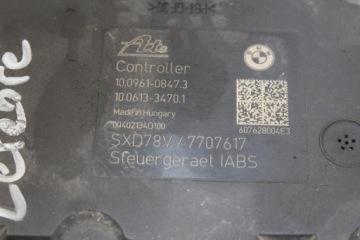 Ate
Controller
10.0961-0847.3
10.0613-3470.1
Made in Hungary
004021340100
SXD78V / 7707617
Steuergeraet IABS
607628004E3
BMW